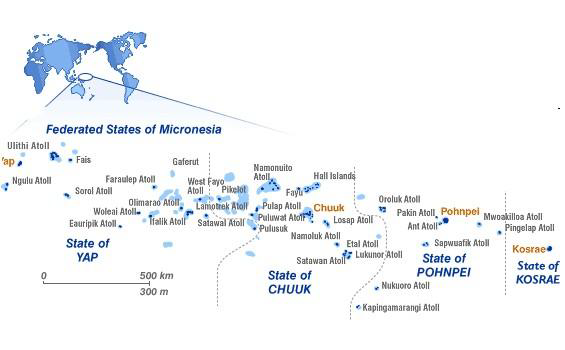 Federated States of Micronesia
Ulithi Atoll
Yap
Fais
Ngulu Atoll
Sorol Atoll
Gaferut
Faraulep Atoll
West Fayo
Atoll
Pikelot
Olimarao Atoll
Lamotrek Atoll
Woleai Atoll
Ifalik Atoll
Satawal Atoll
Eauripik Atoll
State of
YAP
Namonuito
Atoll
Hall Islands
Fayu
Pulap Atoll
Chuuk
Puluwat Atoll
Pulusuk
Losap Atoll
Namoluk Atoll
Etal Atoll
Lukunor Atoll
Satawan Atoll
State of
CHUUK
Oroluk Atoll
Pakin Atoll
Pohnpei
Ant Atoll
Mwoakilloa Atoll
Pingelap Atoll
Sapwuafik Atoll
State of
POHNPEI
Nukuoro Atoll
Kapingamarangi Atoll
Kosrae
State of
KOSRAE
0
500 km
300 m